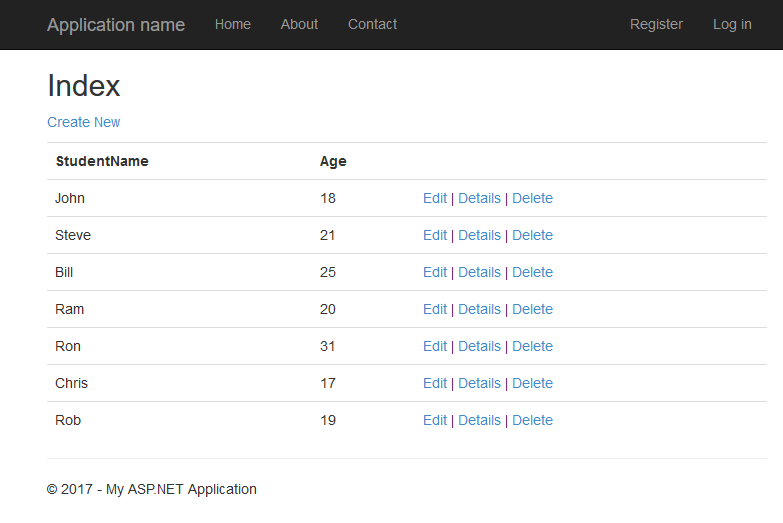 Application name Home About Contact Register Log in
Index
Create New
StudentName Age
John 18 Edit | Details | Delete
Steve 21 Edit | Details | Delete
Bill 25 Edit | Details | Delete
Ram 20 Edit | Details | Delete
Ron 31 Edit | Details | Delete
Chris 17 Edit | Details | Delete
Rob 19 Edit | Details | Delete
© 2017 - My ASP.NET Application